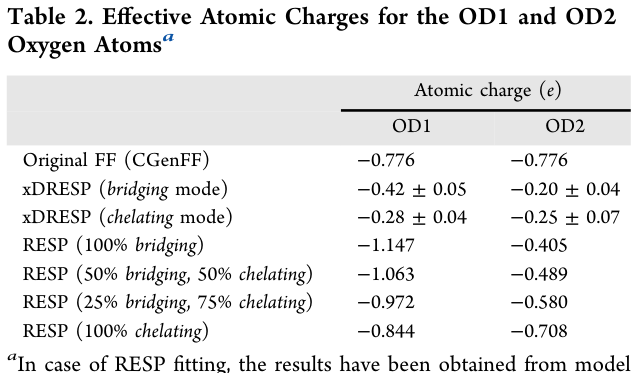 Table 2. Effective Atomic Charges for the OD1 and OD2
Oxygen Atomsᵃ
Atomic charge (e)
OD1 OD2
Original FF (CGenFF) −0.776 −0.776
xDRESP (bridging mode) −0.42 ± 0.05 −0.20 ± 0.04
xDRESP (chelating mode) −0.28 ± 0.04 −0.25 ± 0.07
RESP (100% bridging) −1.147 −0.405
RESP (50% bridging, 50% chelating) −1.063 −0.489
RESP (25% bridging, 75% chelating) −0.972 −0.580
RESP (100% chelating) −0.844 −0.708
ᵃIn case of RESP fitting, the results have been obtained from model